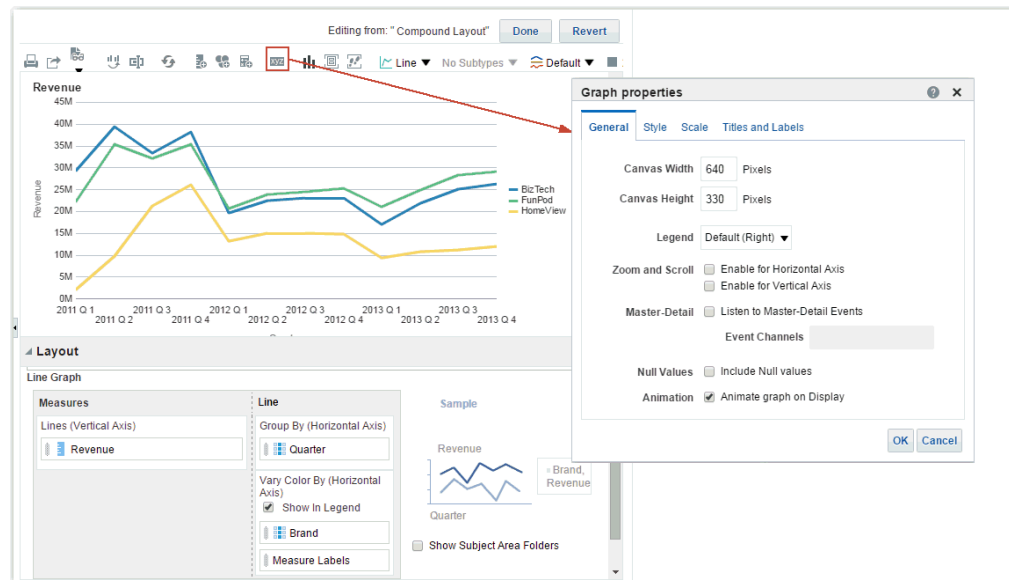 Editing from: "Compound Layout" Done Revert
XYZ Line No Subtypes Default
Revenue
45M
40M
35M
30M
25M
20M
15M
10M
5M
0M
Revenue
2011 Q 1
2011 Q 2
2011 Q 3
2011 Q 4
2012 Q 1
2012 Q 2
2012 Q 3
2012 Q 4
2013 Q 1
2013 Q 2
2013 Q 3
2013 Q 4
BizTech
FunPod
HomeView
Layout
Line Graph
Measures
Lines (Vertical Axis)
Revenue
Line
Group By (Horizontal Axis)
Quarter
Vary Color By (Horizontal
Axis)
Show In Legend
Brand
Measure Labels
Sample
Revenue
Brand,
Revenue
Quarter
Show Subject Area Folders
Graph properties
General Style Scale Titles and Labels
Canvas Width 640 Pixels
Canvas Height 330 Pixels
Legend Default (Right)
Zoom and Scroll Enable for Horizontal Axis
Enable for Vertical Axis
Master-Detail Listen to Master-Detail Events
Event Channels
Null Values Include Null values
Animation Animate graph on Display
OK Cancel